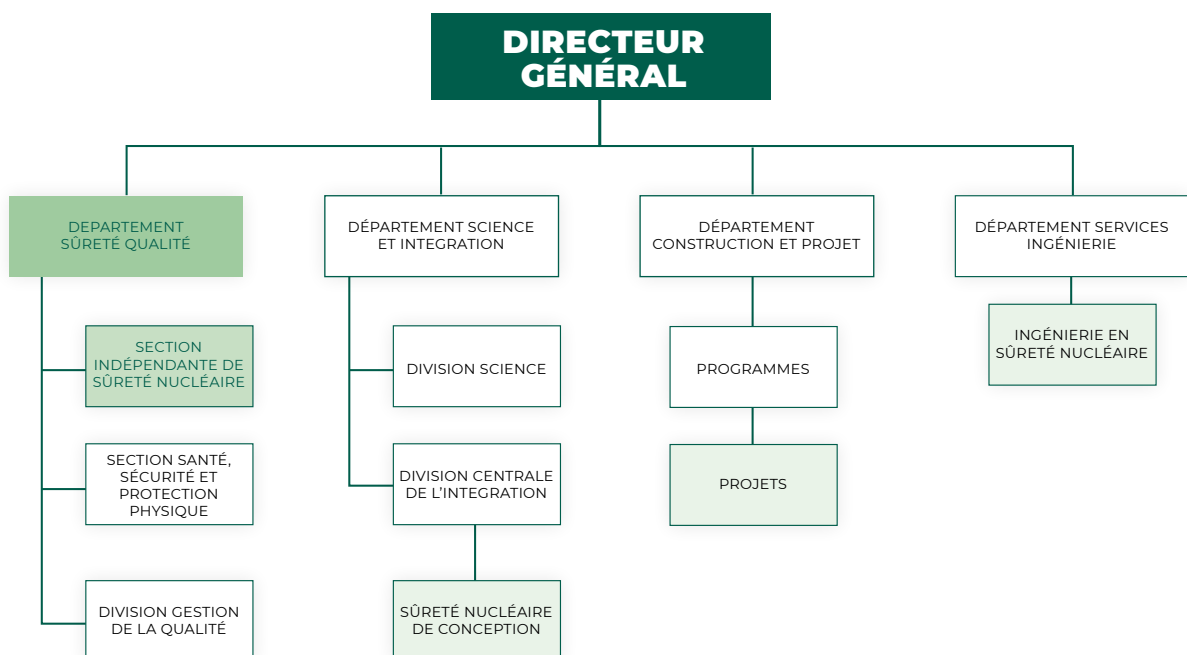 DIRECTEUR
GÉNÉRAL
DEPARTEMENT
SÛRETÉ QUALITÉ
DÉPARTEMENT SCIENCE
ET INTEGRATION
DÉPARTEMENT
CONSTRUCTION ET PROJET
DÉPARTEMENT SERVICES
INGÉNIERIE
SECTION
INDÉPENDANTE DE
SÛRETÉ NUCLÉAIRE
DIVISION SCIENCE
PROGRAMMES
INGÉNIERIE EN
SÛRETÉ NUCLÉAIRE
SECTION SANTÉ,
SÉCURITÉ ET
PROTECTION
PHYSIQUE
DIVISION CENTRALE
DE L'INTEGRATION
PROJETS
DIVISION GESTION
DE LA QUALITÉ
SÛRETÉ NUCLÉAIRE
DE CONCEPTION